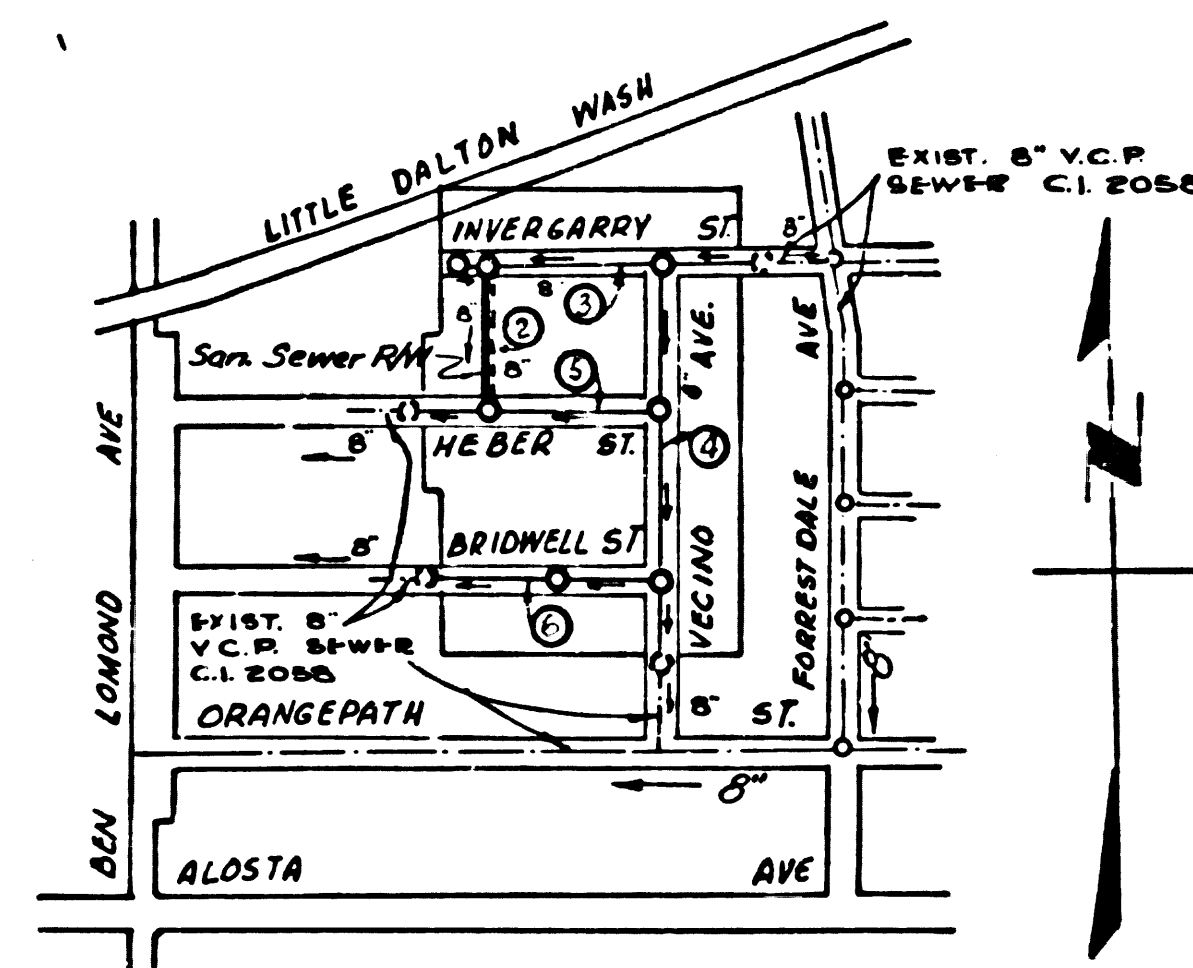 LITTLE DALTON WASH
EXIST. 8" V.C.P.
SEWER C.I. 2058
INVERGARRY ST.
8"
8"
3
8"
2
San. Sewer R/W
8"
5
AVE.
8"
AVE
AVE
HEBER ST.
4
8"
BRIDWELL ST
8"
VECINO
FORREST DALE
EXIST. 8"
V.C.P. SEWER
C.I. 2058
6
LOMOND
8"
ORANGEPATH ST.
8"
N
8"
BEN
ALOSTA AVE